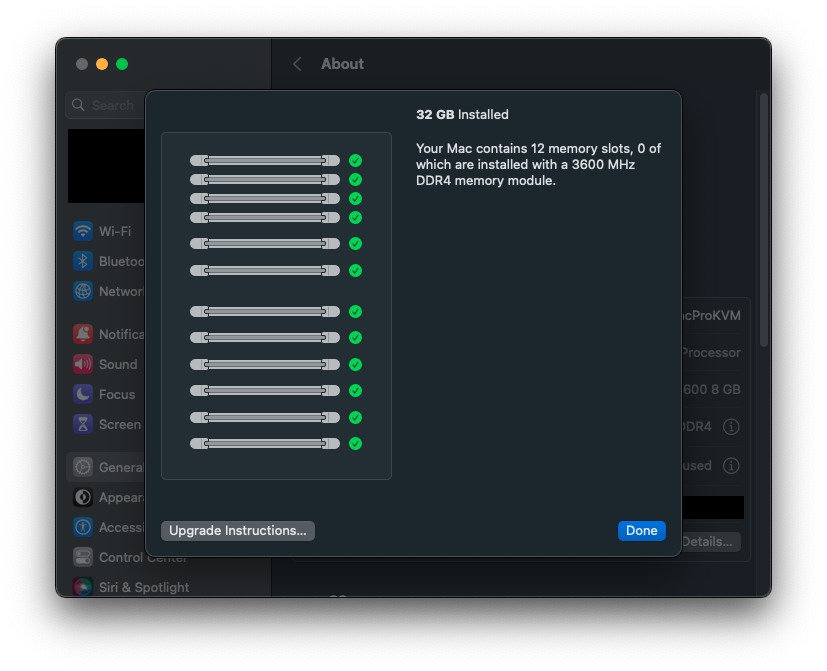 About
Search
32 GB Installed
Your Mac contains 12 memory slots, 0 of
which are installed with a 3600 MHz
DDR4 memory module.
Wi-Fi
Bluetoo
Networ
Notifica
Sound
Focus
Screen
General
Appear
Accessi
Control Center
Siri & Spotlight
cProKVM
Processor
600 8 GB
DDR4
used
Details...
Upgrade Instructions...
Done